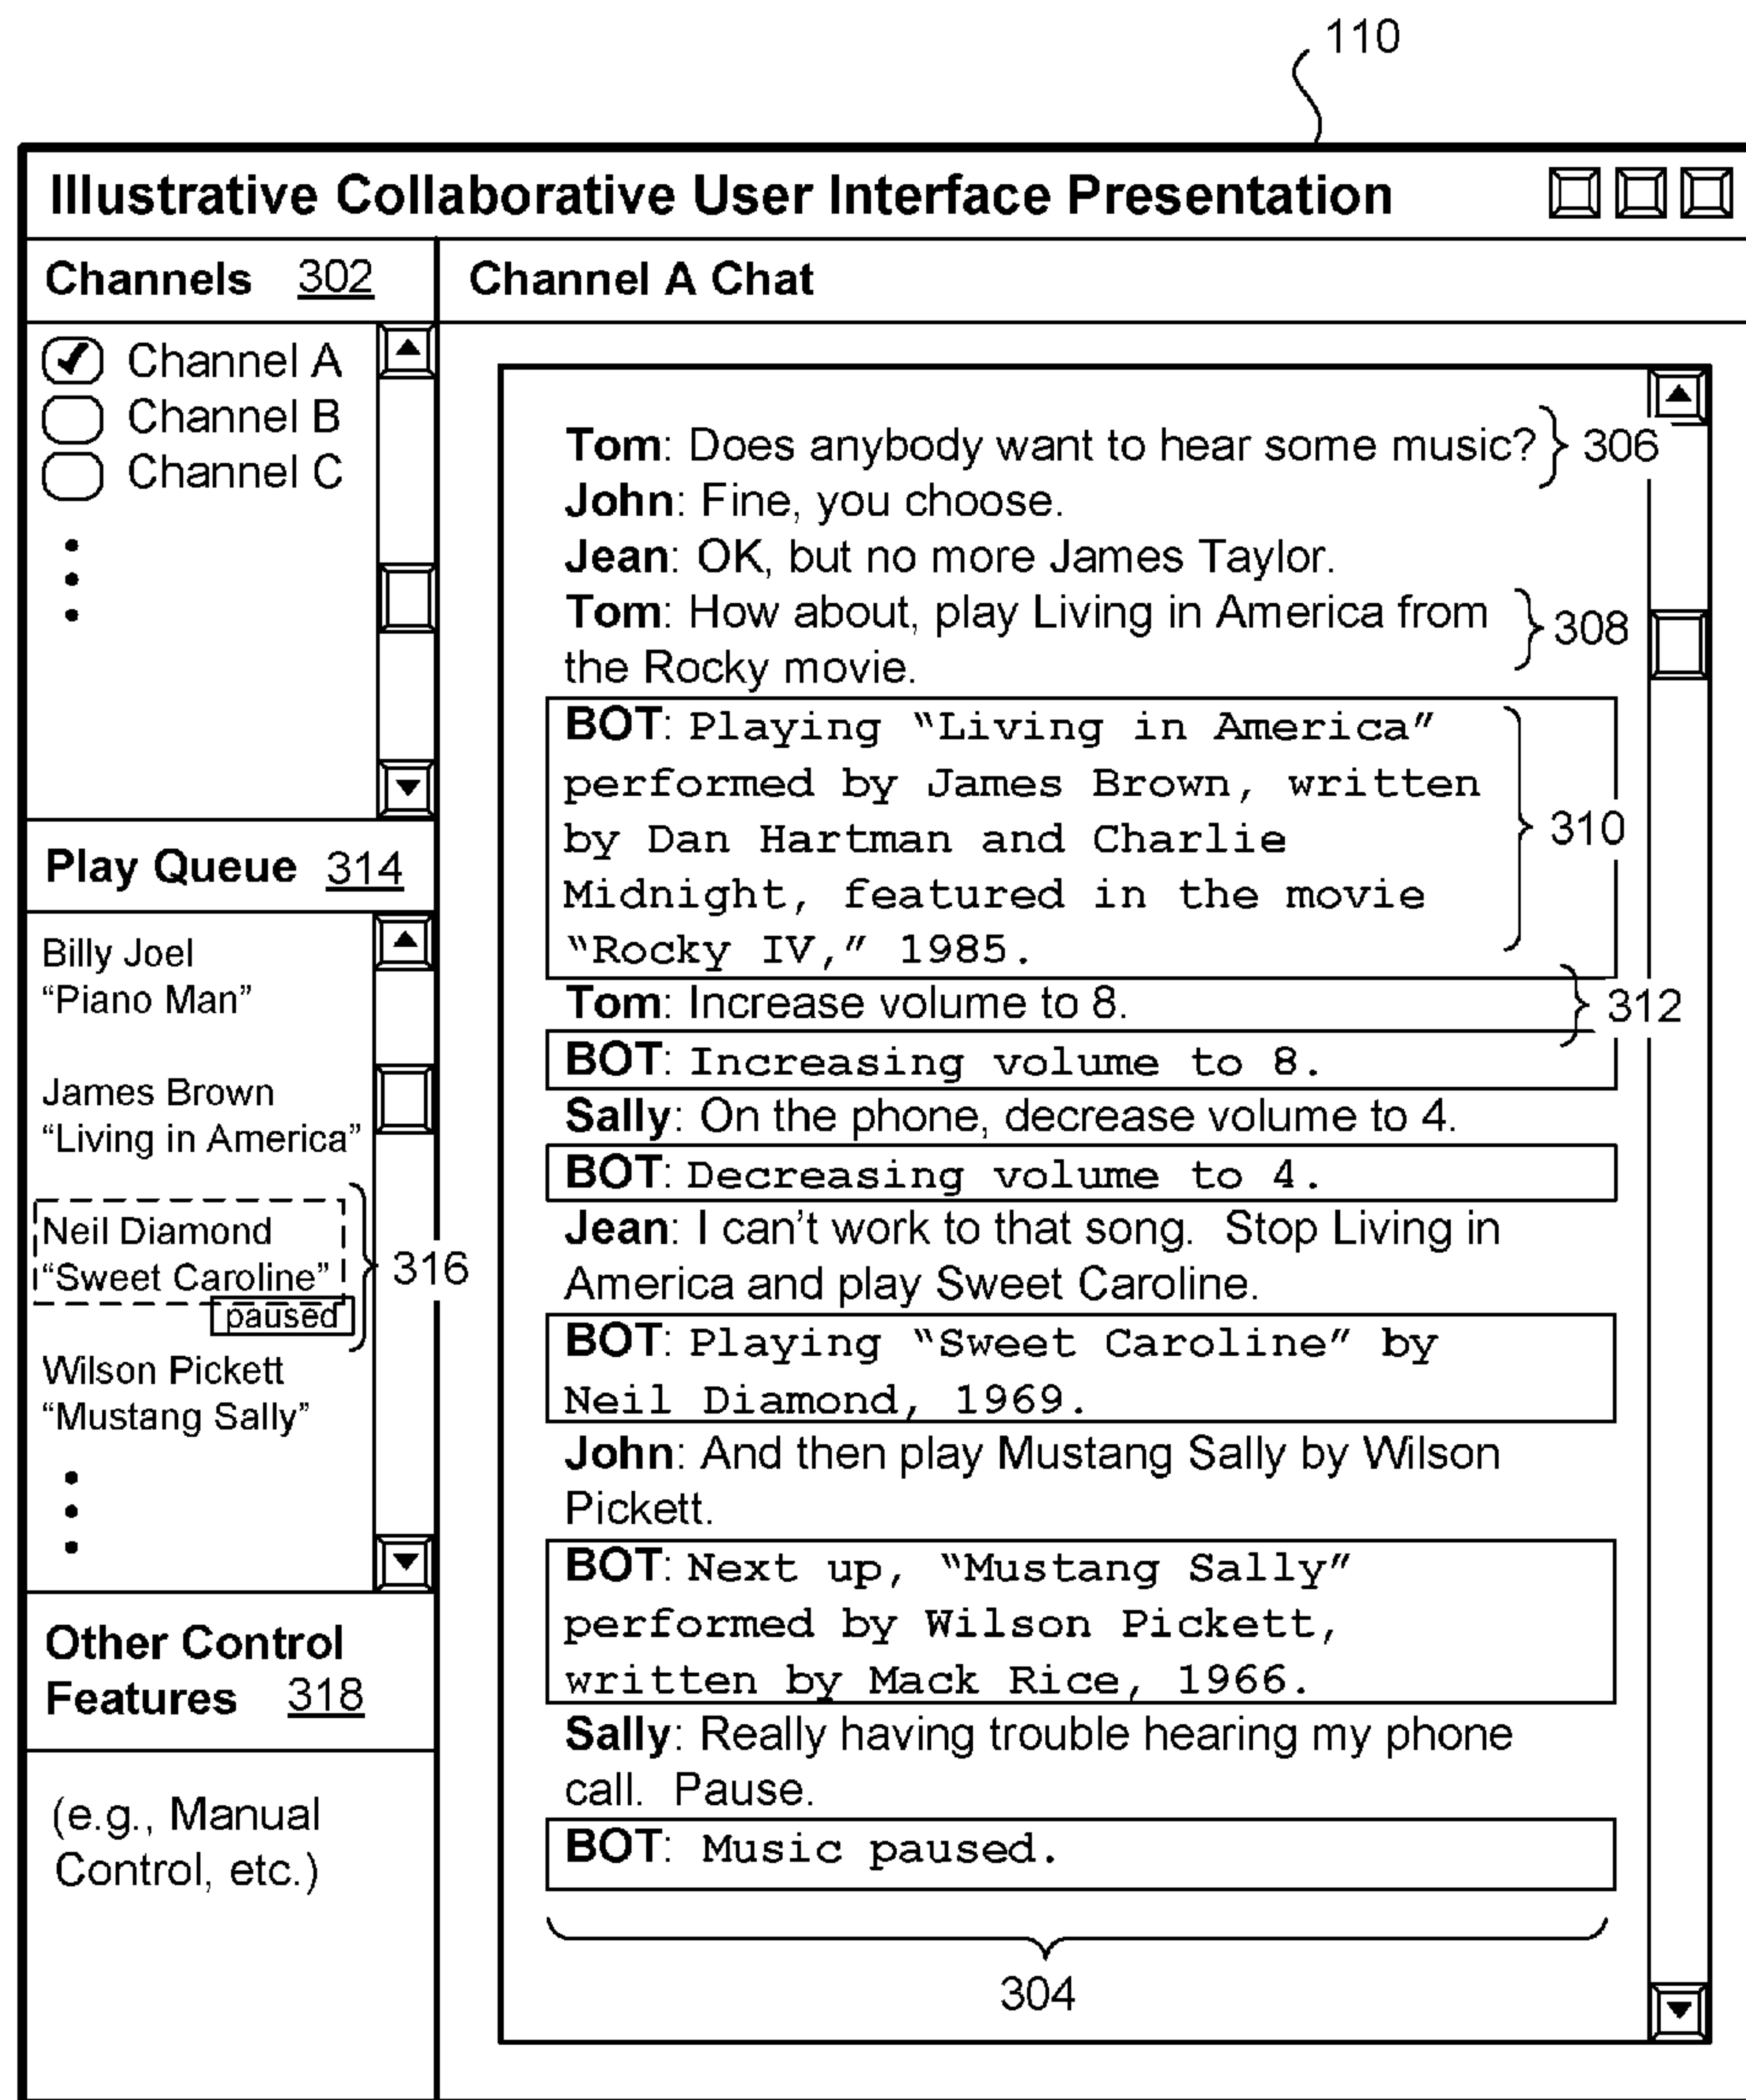 110
Illustrative Collaborative User Interface Presentation
Channels 302
Channel A
Channel B
Channel C
Play Queue 314
Billy Joel
“Piano Man”
James Brown
“Living in America”
Neil Diamond
“Sweet Caroline”
paused
316
Wilson Pickett
“Mustang Sally”
Other Control
Features 318
(e.g., Manual
Control, etc.)
Channel A Chat
Tom: Does anybody want to hear some music? 306
John: Fine, you choose.
Jean: OK, but no more James Taylor.
Tom: How about, play Living in America from
the Rocky movie.
308
BOT: Playing “Living in America”
performed by James Brown, written
by Dan Hartman and Charlie
Midnight, featured in the movie
“Rocky IV,” 1985.
310
Tom: Increase volume to 8. 312
BOT: Increasing volume to 8.
Sally: On the phone, decrease volume to 4.
BOT: Decreasing volume to 4.
Jean: I can’t work to that song. Stop Living in
America and play Sweet Caroline.
BOT: Playing “Sweet Caroline” by
Neil Diamond, 1969.
John: And then play Mustang Sally by Wilson
Pickett.
BOT: Next up, “Mustang Sally”
performed by Wilson Pickett,
written by Mack Rice, 1966.
Sally: Really having trouble hearing my phone
call. Pause.
BOT: Music paused.
304